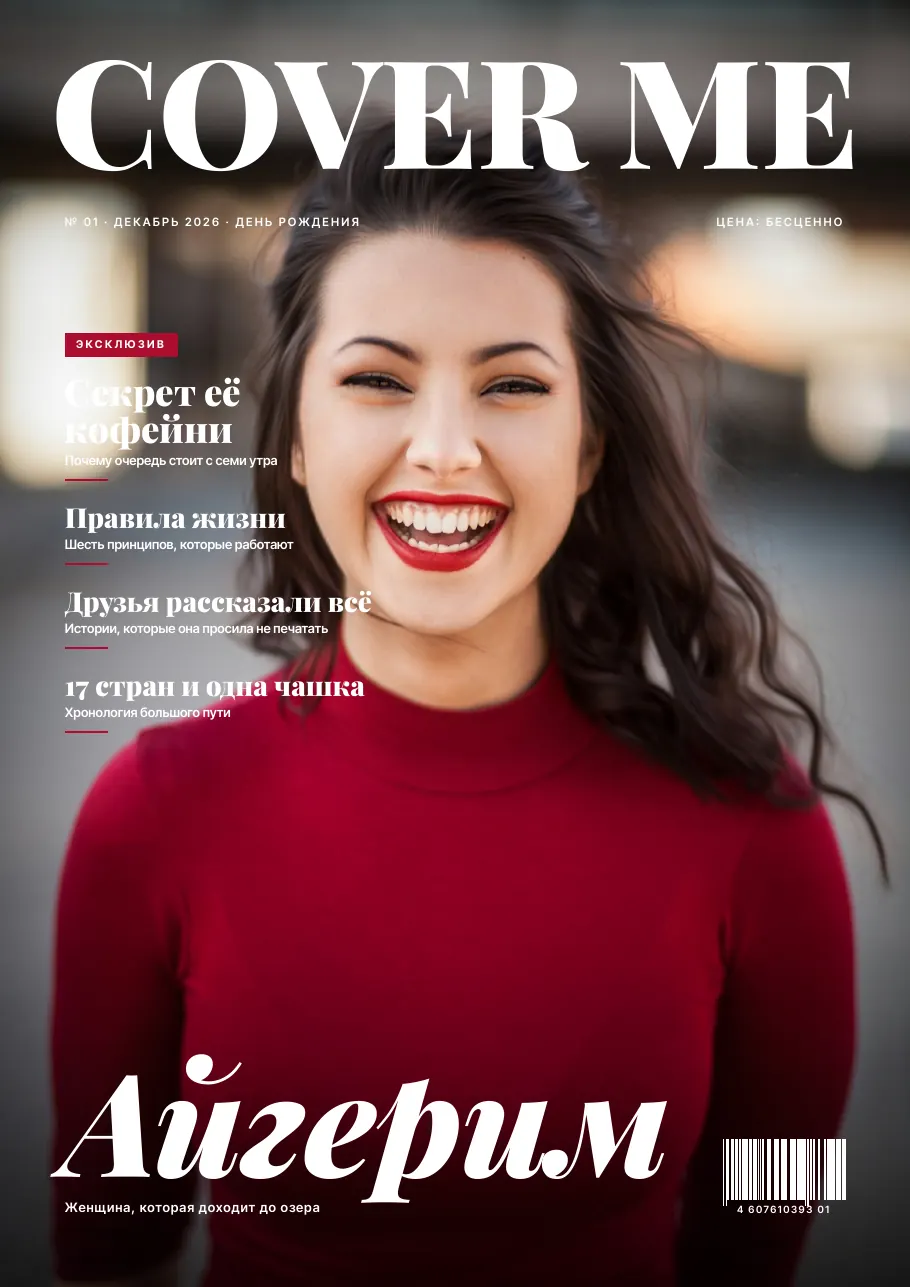 COVER ME
№ 01 · ДЕКАБРЬ 2026 · ДЕНЬ РОЖДЕНИЯ
ЦЕНА: БЕСЦЕННО
ЭКСКЛЮЗИВ
Секрет её
кофейни
Почему очередь стоит с семи утра
Правила жизни
Шесть принципов, которые работают
Друзья рассказали всё
Истории, которые она просила не печатать
17 стран и одна чашка
Хронология большого пути
Айгерим
Женщина, которая доходит до озера
4 607610393 01